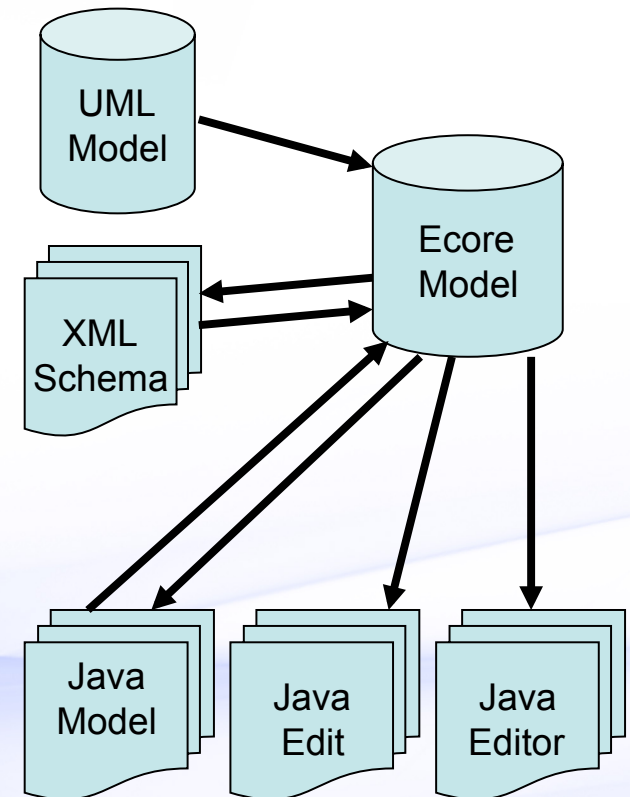 UML
Model
Ecore
Model
XML
Schema
Java
Model
Java
Edit
Java
Editor